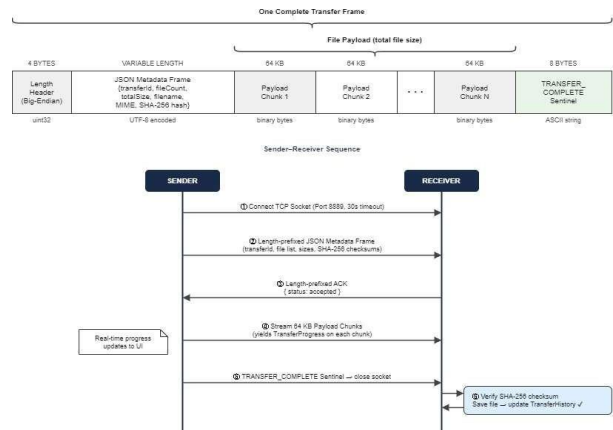 One Complete Transfer Frame
File Payload (total file size)
4 BYTES
VARIABLE LENGTH
64 KB
64 KB
64 KB
8 BYTES
Length
Header
(Big-Endian)
JSON Metadata Frame
{transferId, fileCount,
totalSize, filename,
MIME, SHA-256 hash}
Payload
Chunk 1
Payload
Chunk 2
• • •
Payload
Chunk N
TRANSFER_
COMPLETE
Sentinel
uint32
UTF-8 encoded
binary bytes
binary bytes
binary bytes
ASCII string
Sender–Receiver Sequence
SENDER
RECEIVER
① Connect TCP Socket (Port 8889, 30s timeout)
② Length-prefixed JSON Metadata Frame
(transferId, file list, sizes, SHA-256 checksums)
③ Length-prefixed ACK
{ status: accepted }
④ Stream 64 KB Payload Chunks
(yields TransferProgress on each chunk)
Real-time progress
updates to UI
⑤ TRANSFER_COMPLETE Sentinel — close socket
⑥ Verify SHA-256 checksum
Save file — update TransferHistory ✓